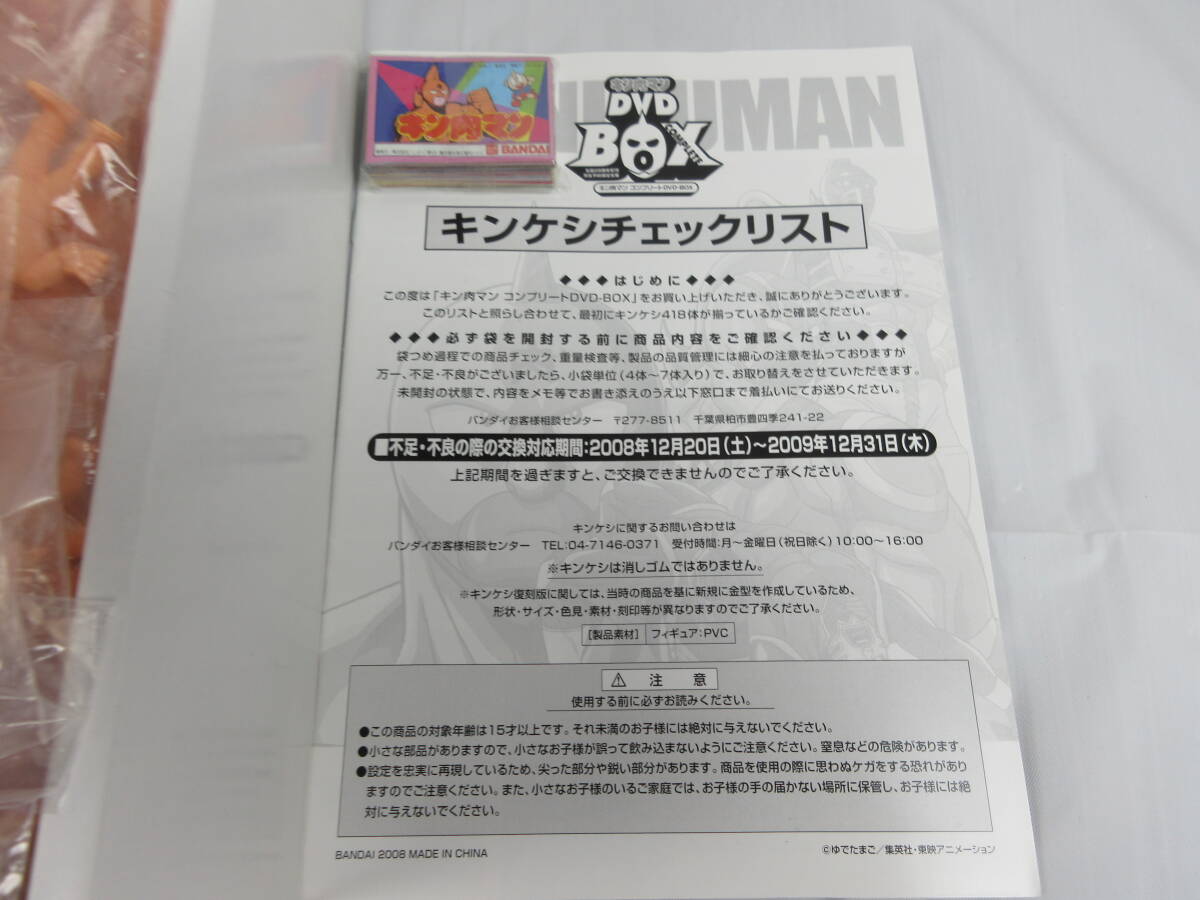 キン肉マン
BANDAI
UMAN
キン肉マン
DVD
BOX
COMPLETE
キン肉マン コンプリートDVD-BOX
キンケシチェックリスト
◆◆◆はじめに◆◆◆
この度は「キン肉マン コンプリートDVD-BOX」をお買い上げいただき、誠にありがとうございます。
このリストと照らし合わせて、最初にキンケシ418体が揃っているかご確認ください。
◆◆◆必ず袋を開封する前に商品内容をご確認ください◆◆◆
袋つめ過程での商品チェック、重量検査等、製品の品質管理には細心の注意を払っておりますが
万一、不足・不良がございましたら、小袋単位(4体~7体入り)で、お取り替えをさせていただきます。
未開封の状態で、内容をメモ等でお書き添えのうえ以下窓口まで着払いにてお送りください。
バンダイお客様相談センター 〒277-8511 千葉県柏市豊四季241-22
■不足・不良の際の交換対応期間:2008年12月20日(土)~2009年12月31日(木)
上記期間を過ぎますと、ご交換できませんのでご了承ください。
キンケシに関するお問い合わせは
バンダイお客様相談センター TEL:04-7146-0371 受付時間:月~金曜日(祝日除く)10:00~16:00
※キンケシは消しゴムではありません。
※キンケシ復刻版に関しては、当時の商品を基に新規に金型を作成しているため、
形状・サイズ・色見・素材・刻印等が異なりますのでご了承ください。
[製品素材] フィギュア:PVC
⚠ 注 意
使用する前に必ずお読みください。
●この商品の対象年齢は15才以上です。それ未満のお子様には絶対に与えないでください。
●小さな部品がありますので、小さなお子様が誤って飲み込まないようにご注意ください。窒息などの危険があります。
●設定を忠実に再現しているため、尖った部分や鋭い部分があります。商品を使用の際に思わぬケガをする恐れがあり
ますのでご注意ください。また、小さなお子様のいるご家庭では、お子様の手の届かない場所に保管し、お子様には絶
対に与えないでください。
BANDAI 2008 MADE IN CHINA
©ゆでたまご/集英社・東映アニメーション